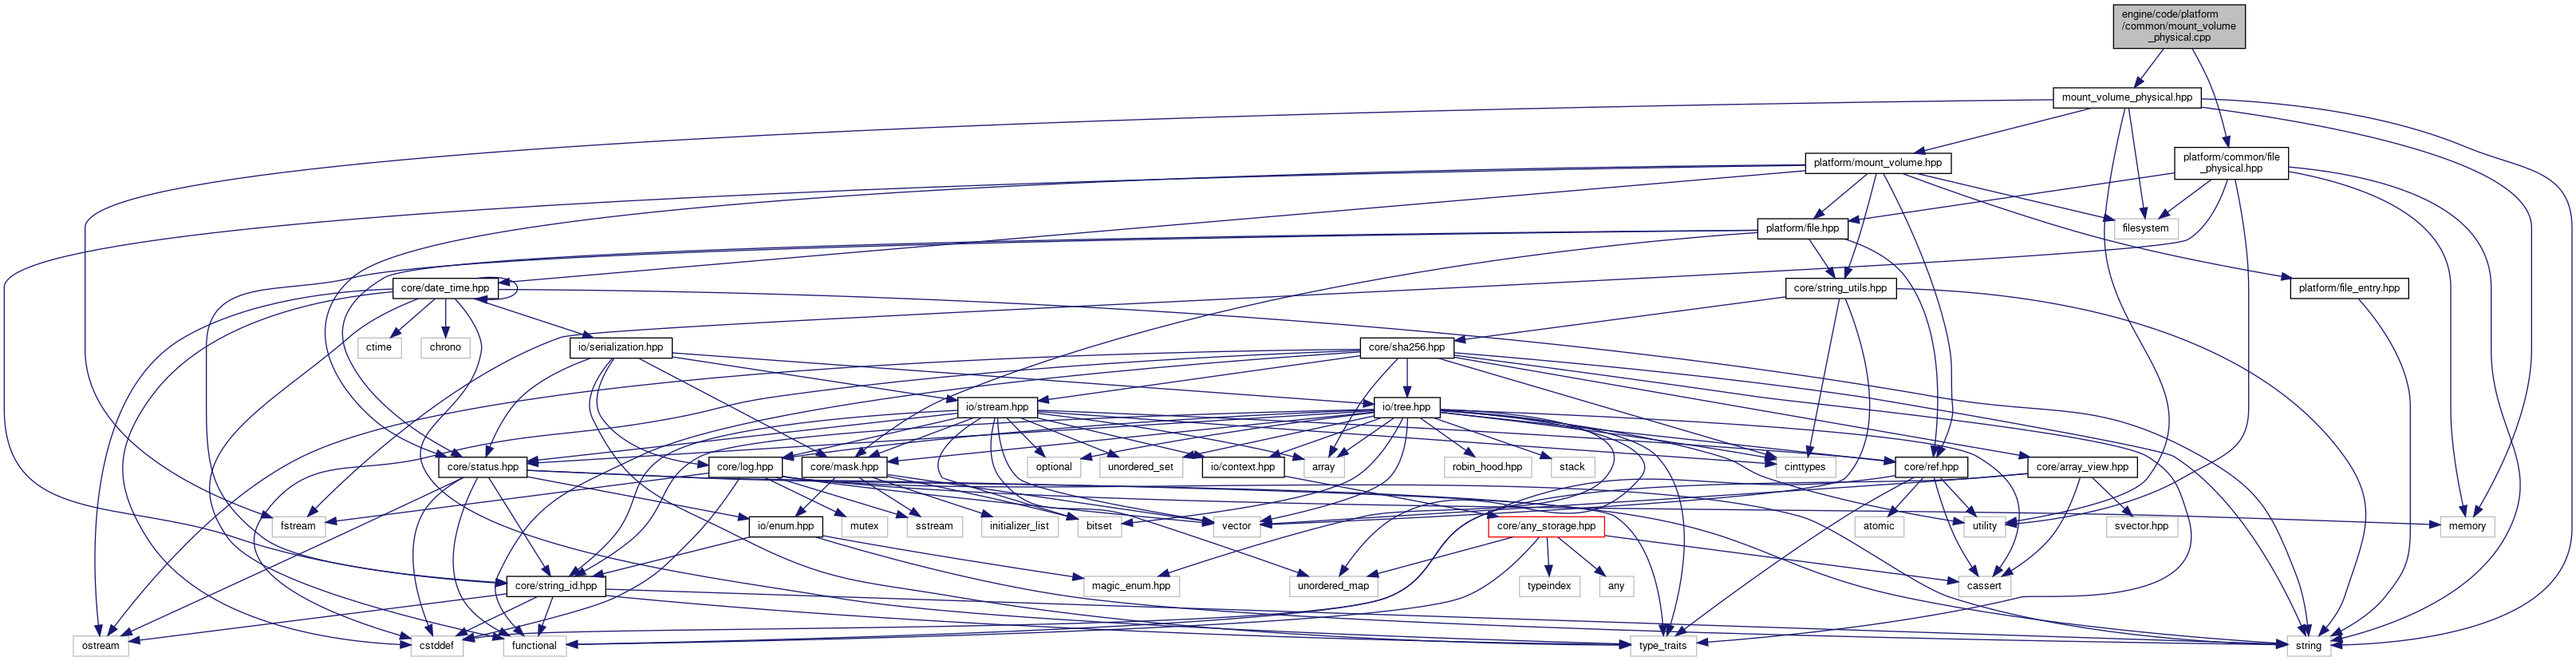 engine/code/platform
/common/mount_volume
_physical.cpp
mount_volume_physical.hpp
platform/mount_volume.hpp
platform/common/file
_physical.hpp
platform/file.hpp
filesystem
core/date_time.hpp
core/string_utils.hpp
platform/file_entry.hpp
ctime
chrono
io/serialization.hpp
core/sha256.hpp
io/stream.hpp
io/tree.hpp
core/status.hpp
core/log.hpp
core/mask.hpp
optional
unordered_set
io/context.hpp
array
robin_hood.hpp
stack
cinttypes
core/ref.hpp
core/array_view.hpp
fstream
io/enum.hpp
mutex
sstream
initializer_list
bitset
vector
core/any_storage.hpp
atomic
utility
svector.hpp
memory
core/string_id.hpp
magic_enum.hpp
unordered_map
typeindex
any
cassert
ostream
cstddef
functional
type_traits
string